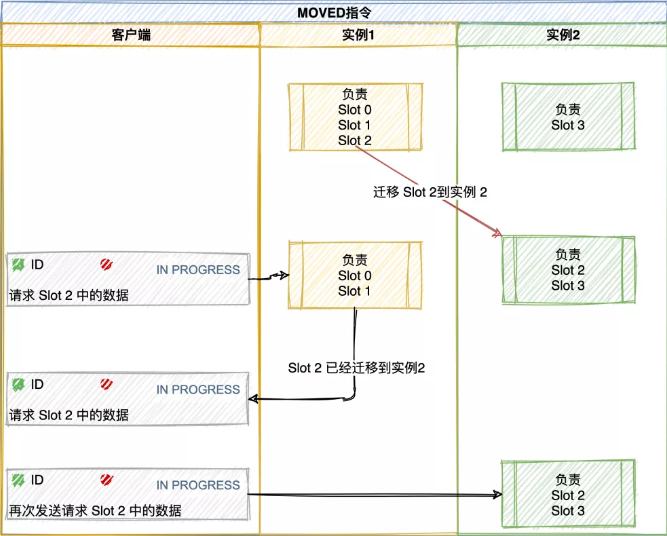 MOVED指令
客户端
实例1
实例2
负责
Slot 0
Slot 1
Slot 2
负责
Slot 3
迁移 Slot 2到实例 2
ID
IN PROGRESS
请求 Slot 2 中的数据
负责
Slot 0
Slot 1
负责
Slot 2
Slot 3
Slot 2 已经迁移到实例2
ID
IN PROGRESS
请求 Slot 2 中的数据
ID
IN PROGRESS
再次发送请求 Slot 2 中的数据
负责
Slot 2
Slot 3